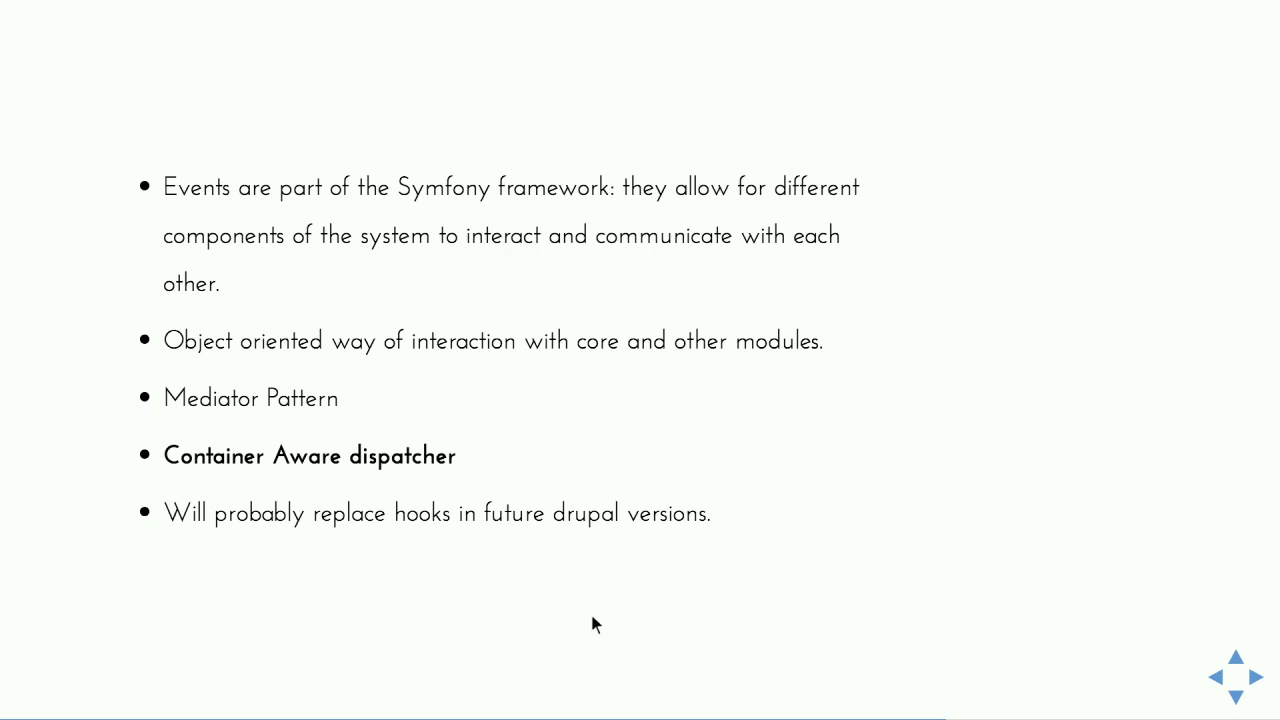 Events are part of the Symfony framework: they allow for different
components of the system to interact and communicate with each
other.
Object oriented way of interaction with core and other modules.
Mediator Pattern
Container Aware dispatcher
Will probably replace hooks in future drupal versions.